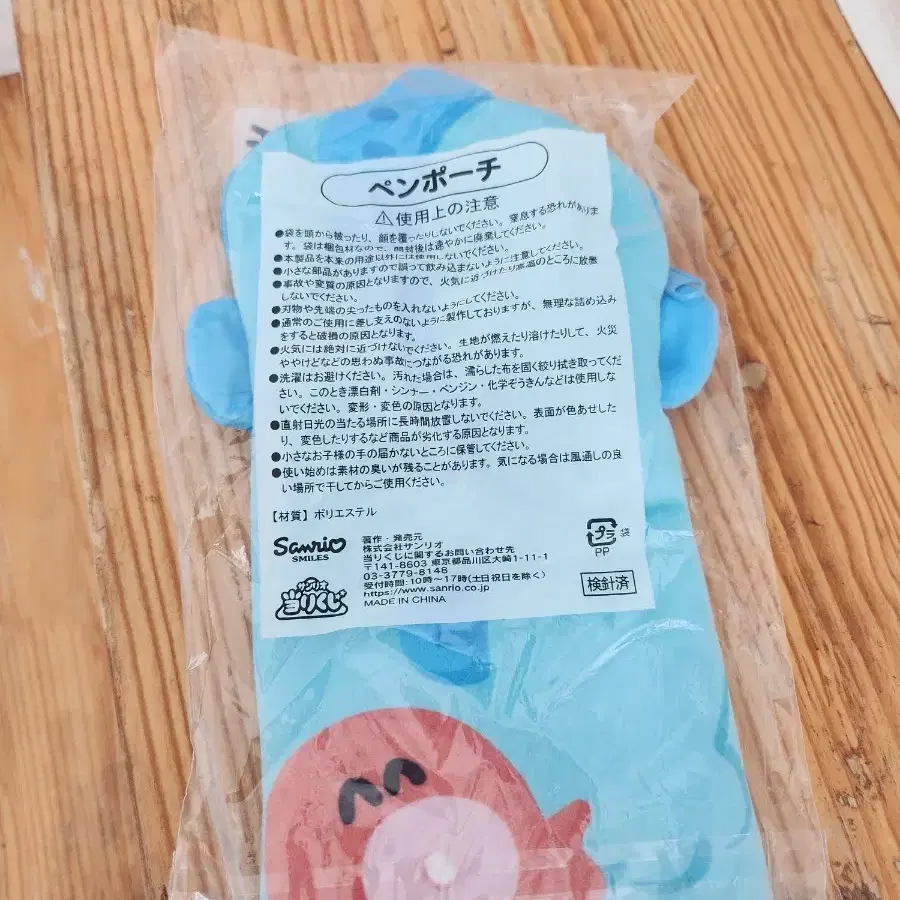 ペンポーチ
⚠使用上の注意
●袋を頭から被ったり、顔を覆ったりしないでください。窒息する恐れがありま
す。袋は梱包材なので、開封後は速やかに廃棄してください。
●本製品を本来の用途以外には使用しないでください。
●小さな部品がありますので誤って飲み込まないように注意してください。
●事故や変質の原因となりますので、火気に近づけたり高温のところに放置
しないでください。
●刃物や先端の尖ったものを入れないようにしてください。
●通常のご使用に差し支えのないように製作しておりますが、無理な詰め込み
をすると破損の原因となります。
●火気には絶対に近づけないでください。生地が燃えたり溶けたりして、火災
ややけどなどの思わぬ事故につながる恐れがあります。
●洗濯はお避けください。汚れた場合は、濡らした布を固く絞り拭き取ってくだ
さい。このとき漂白剤・シンナー・ベンジン・化学ぞうきんなどは使用しな
いでください。変形・変色の原因となります。
●直射日光の当たる場所に長時間放置しないでください。表面が色あせした
り、変色したりするなど商品が劣化する原因となります。
●小さなお子様の手の届かないところに保管してください。
●使い始めは素材の臭いが残ることがあります。気になる場合は風通しの良
い場所で干してからご使用ください。
【材質】ポリエステル
Sanrio
SMILES
サンリオ
当りくじ
著作・発売元
株式会社サンリオ
当りくじに関するお問い合わせ先
〒141-8603 東京都品川区大崎1-11-1
03-3779-8148
受付時間:10時～17時(土日祝日を除く)
https://www.sanrio.co.jp
MADE IN CHINA
プラ 袋
PP
検針済